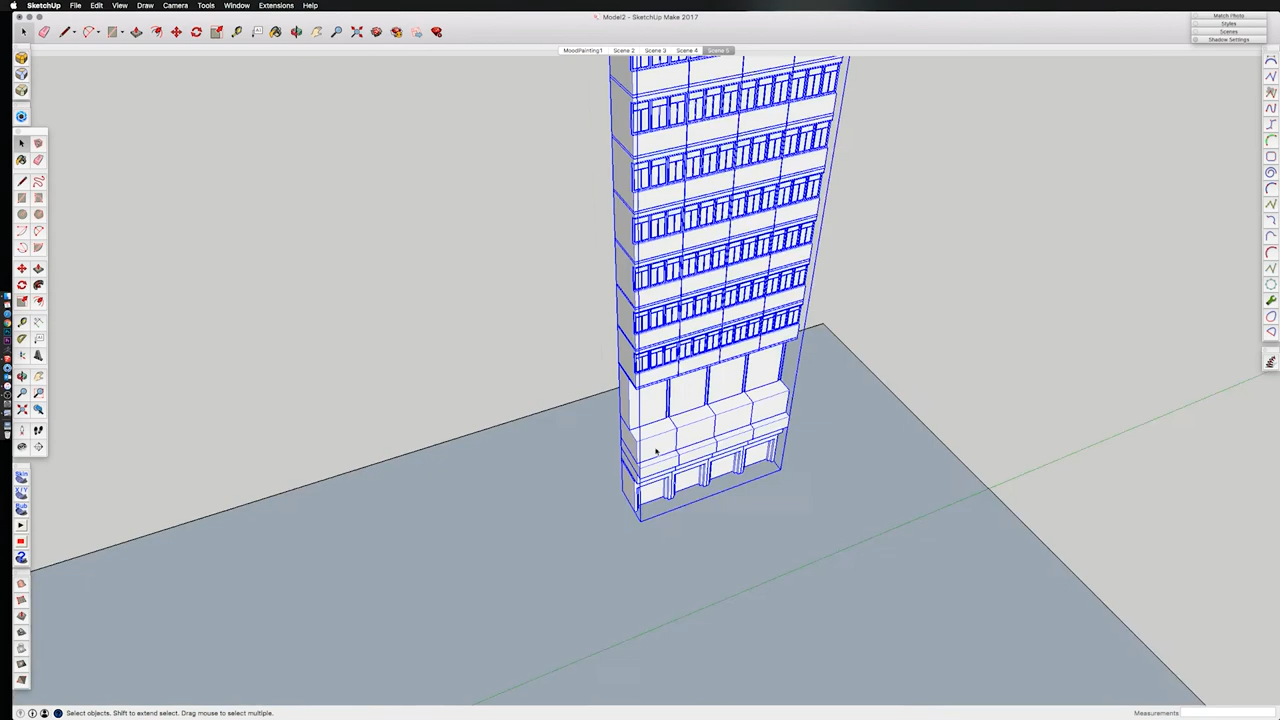 SketchUp File Edit View Draw Camera Tools Window Extensions Help
Model2 - SketchUp Make 2017
Match Photo
Styles
Scenes
Shadow Settings
MoodPainting1 Scene 2 Scene 3 Scene 4 Scene 5
Skin
X/Y
Bub
Select objects. Shift to extend select. Drag mouse to select multiple.
Measurements